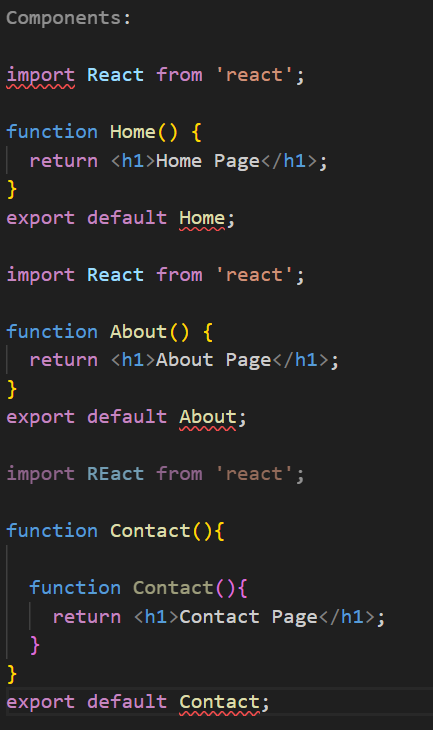 Components:
import React from 'react';
function Home() {
return <h1>Home Page</h1>;
}
export default Home;
import React from 'react';
function About() {
return <h1>About Page</h1>;
}
export default About;
import REact from 'react';
function Contact(){
function Contact(){
return <h1>Contact Page</h1>;
}
}
export default Contact;